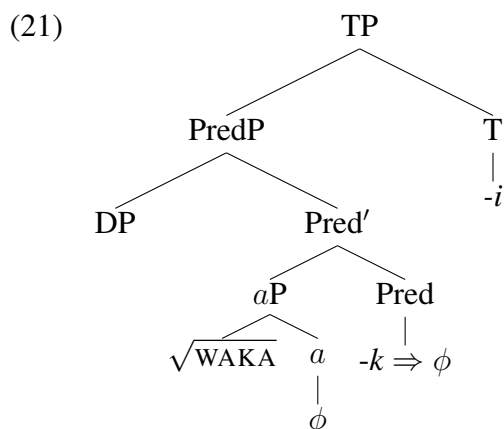 (21) TP
PredP T
-i
DP Pred′
aP Pred
√WAKA a -k ⇒ ϕ
ϕ